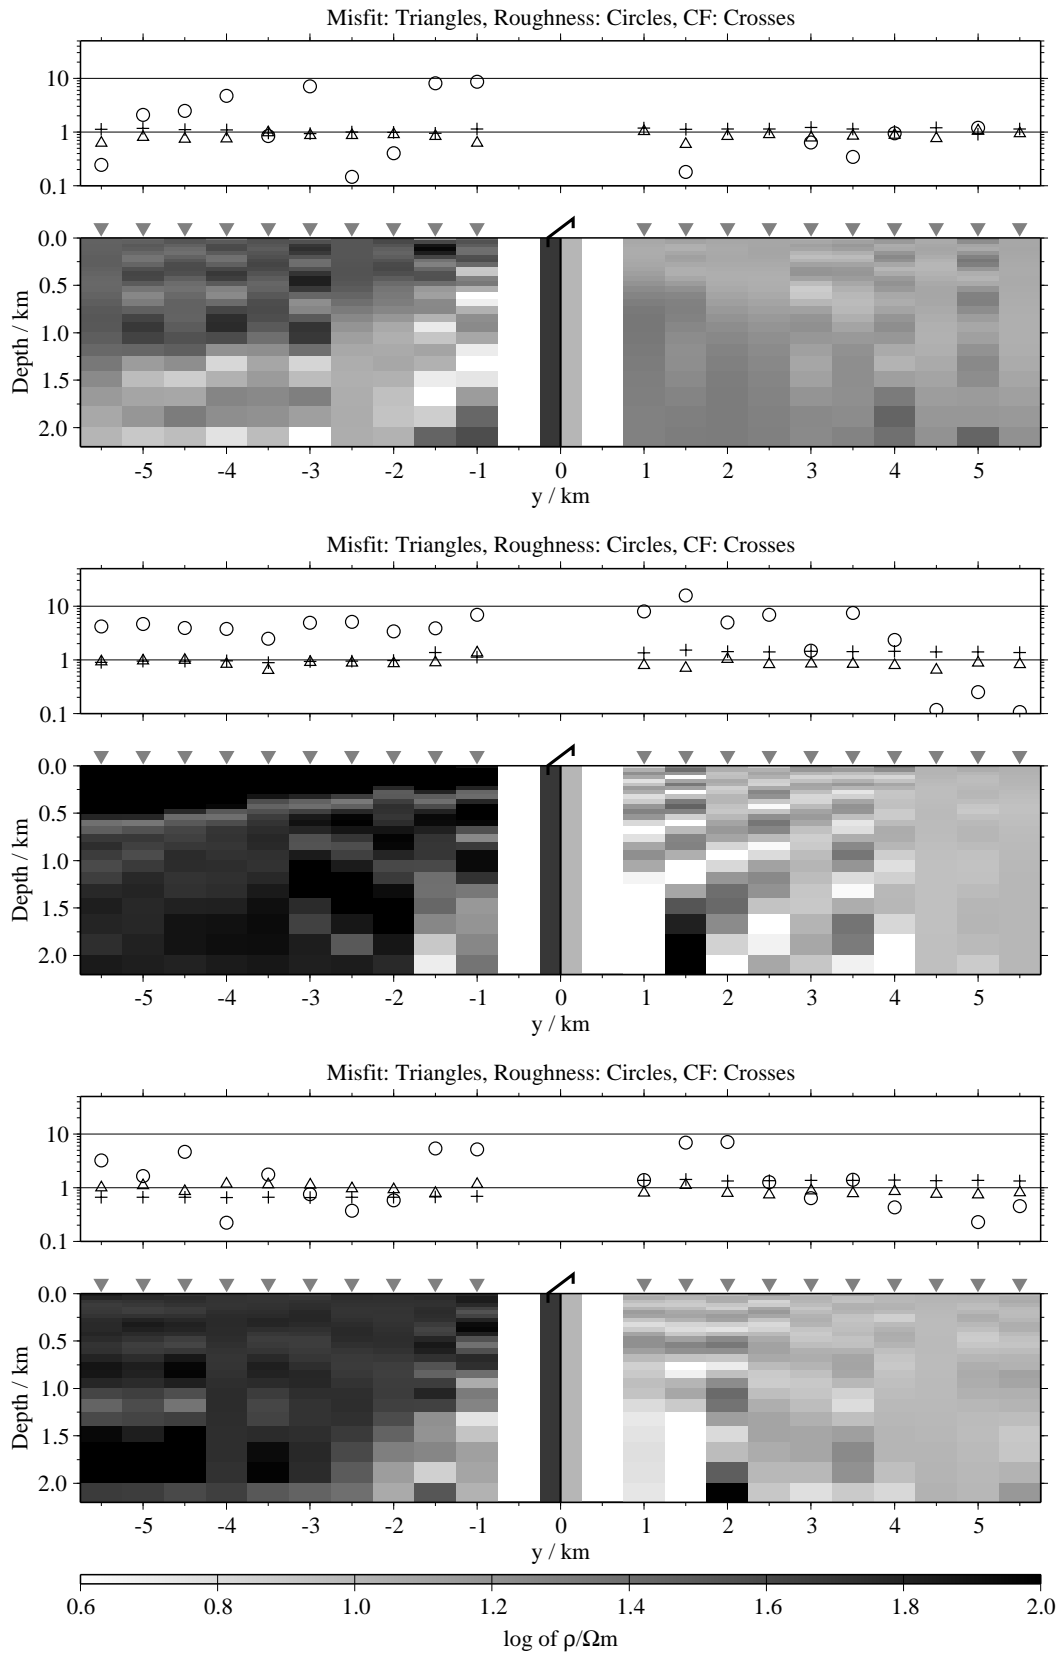 Misfit: Triangles, Roughness: Circles, CF: Crosses
10
1
0.1
0.0
0.5
1.0
1.5
2.0
Depth / km
-5 -4 -3 -2 -1 0 1 2 3 4 5
y / km
Misfit: Triangles, Roughness: Circles, CF: Crosses
10
1
0.1
0.0
0.5
1.0
1.5
2.0
Depth / km
-5 -4 -3 -2 -1 0 1 2 3 4 5
y / km
Misfit: Triangles, Roughness: Circles, CF: Crosses
10
1
0.1
0.0
0.5
1.0
1.5
2.0
Depth / km
-5 -4 -3 -2 -1 0 1 2 3 4 5
y / km
0.6 0.8 1.0 1.2 1.4 1.6 1.8 2.0
log of ρ/Ωm